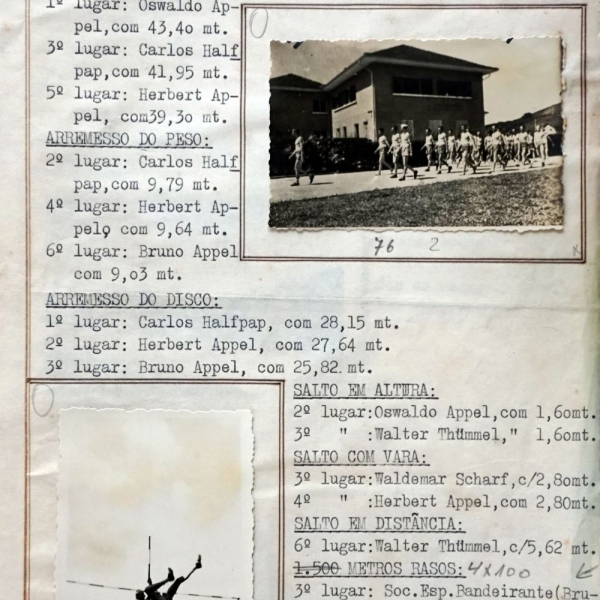 1º lugar: Oswaldo Ap-
pel,com 43,4o mt.
3º lugar: Carlos Half
pap,com 41,95 mt.
5º lugar: Herbert Ap-
pel, com39,3o mt.
ARREMESSO DO PESO:
2º lugar: Carlos Half
pap,com 9,79 mt.
4º lugar: Herbert Ap-
pel, com 9,64 mt.
6º lugar: Bruno Appel
com 9,o3 mt.
76 2
ARREMESSO DO DISCO:
1º lugar: Carlos Halfpap, com 28,15 mt.
2º lugar: Herbert Appel, com 27,64 mt.
3º lugar: Bruno Appel, com 25,82 mt.
SALTO EM ALTURA:
2º lugar:Oswaldo Appel,com 1,6omt.
3º " :Walter Thümmel," 1,6omt.
SALTO COM VARA:
3º lugar:Waldemar Scharf,c/2,8omt.
4º " :Herbert Appel,com 2,80mt.
SALTO EM DISTÂNCIA:
6º lugar:Walter Thümmel,c/5,62 mt.
1.500 METROS RASOS: 4X100
3º lugar: Soc.Esp.Bandeirante(Bru-